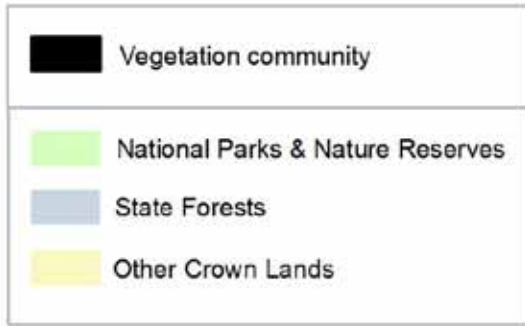 Vegetation community
National Parks & Nature Reserves
State Forests
Other Crown Lands